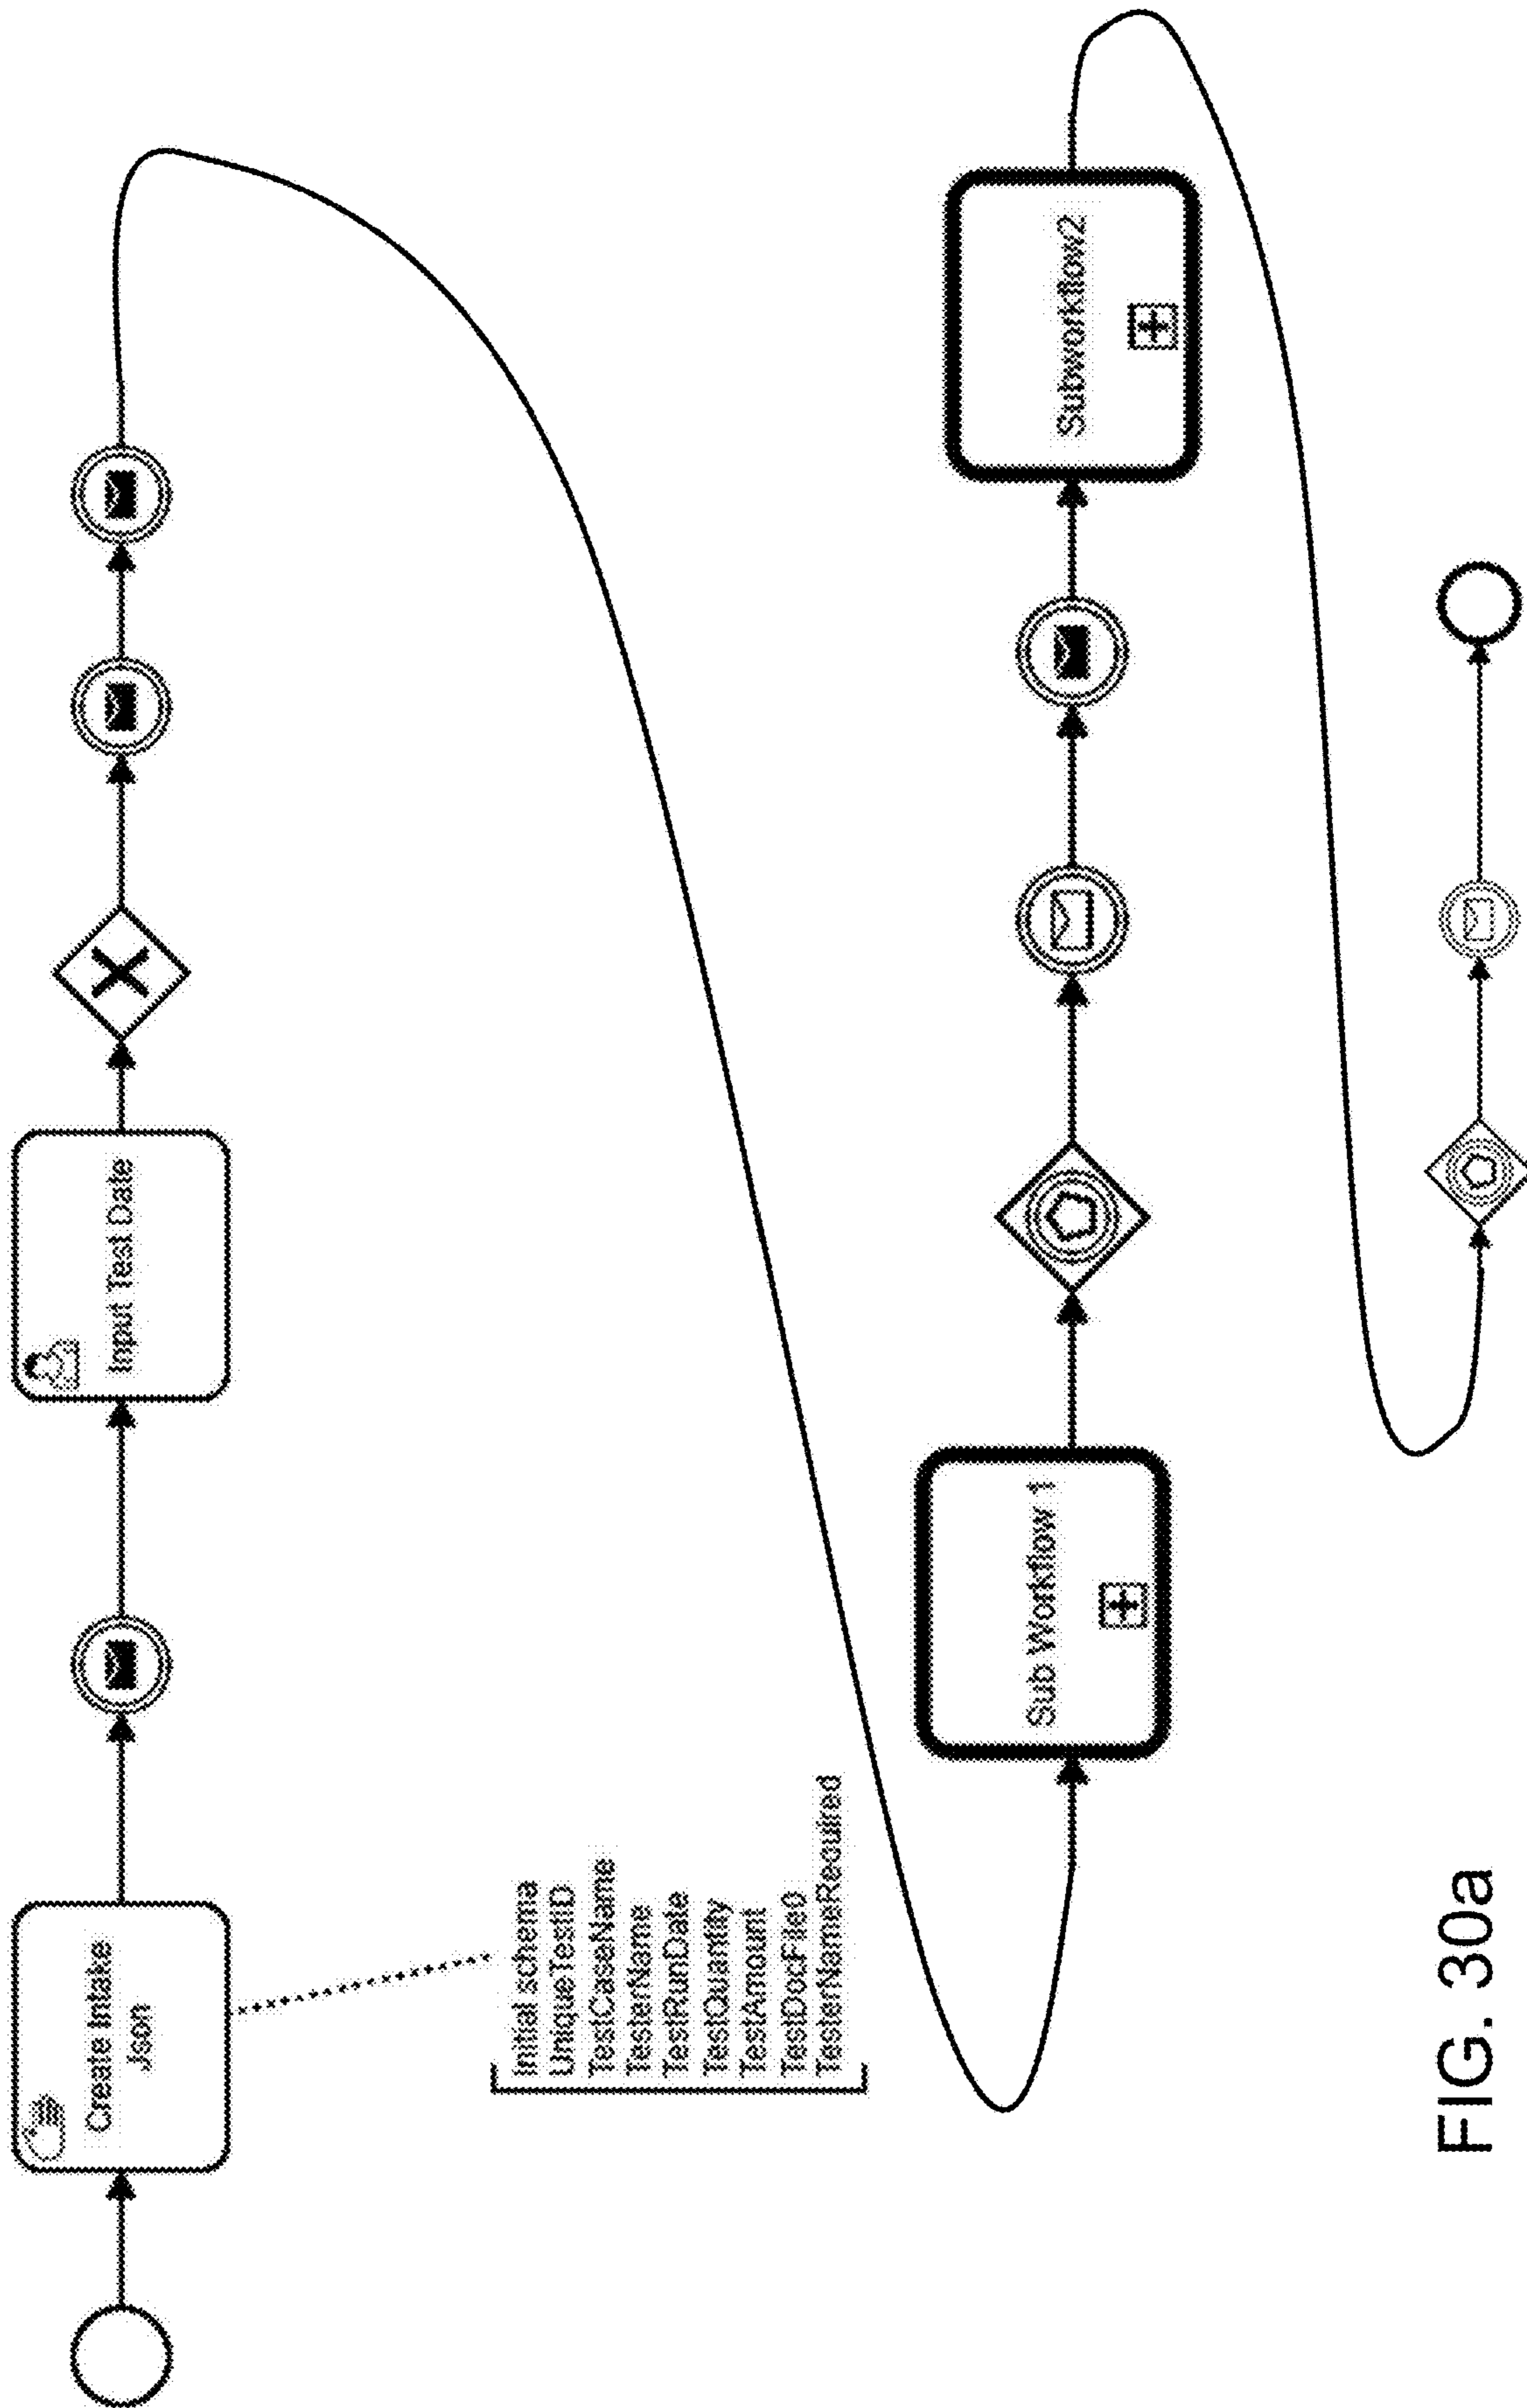 Create Intake
Json
Input Test Date
Initial schema
UniqueTestID
TestCaseName
TesterName
TestRunDate
TestQuantity
TestAmount
TestDocFile0
TesterNameRequired
Sub Workflow 1
Subworkflow2
FIG. 30a